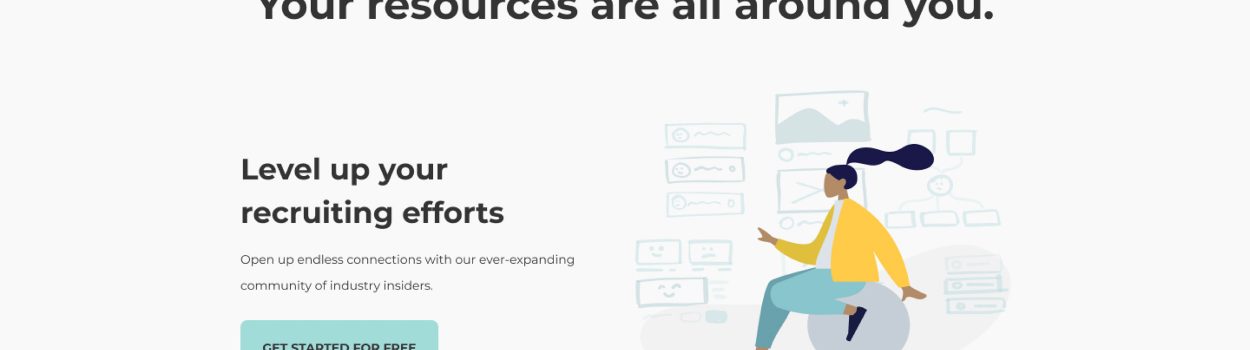 Your resources are all around you.
Level up your
recruiting efforts
Open up endless connections with our ever-expanding
community of industry insiders.
GET STARTED FOR FREE